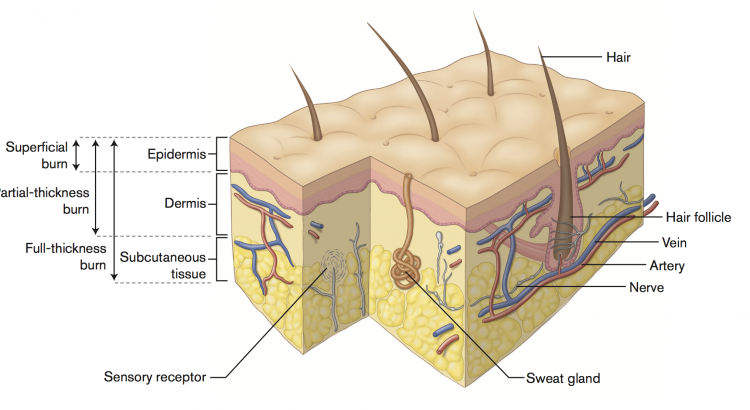 Hair
Superficial
burn
Epidermis
artial-thickness
burn
Dermis
Hair follicle
Full-thickness
burn
Vein
Subcutaneous
tissue
Artery
Nerve
Sensory receptor
Sweat gland